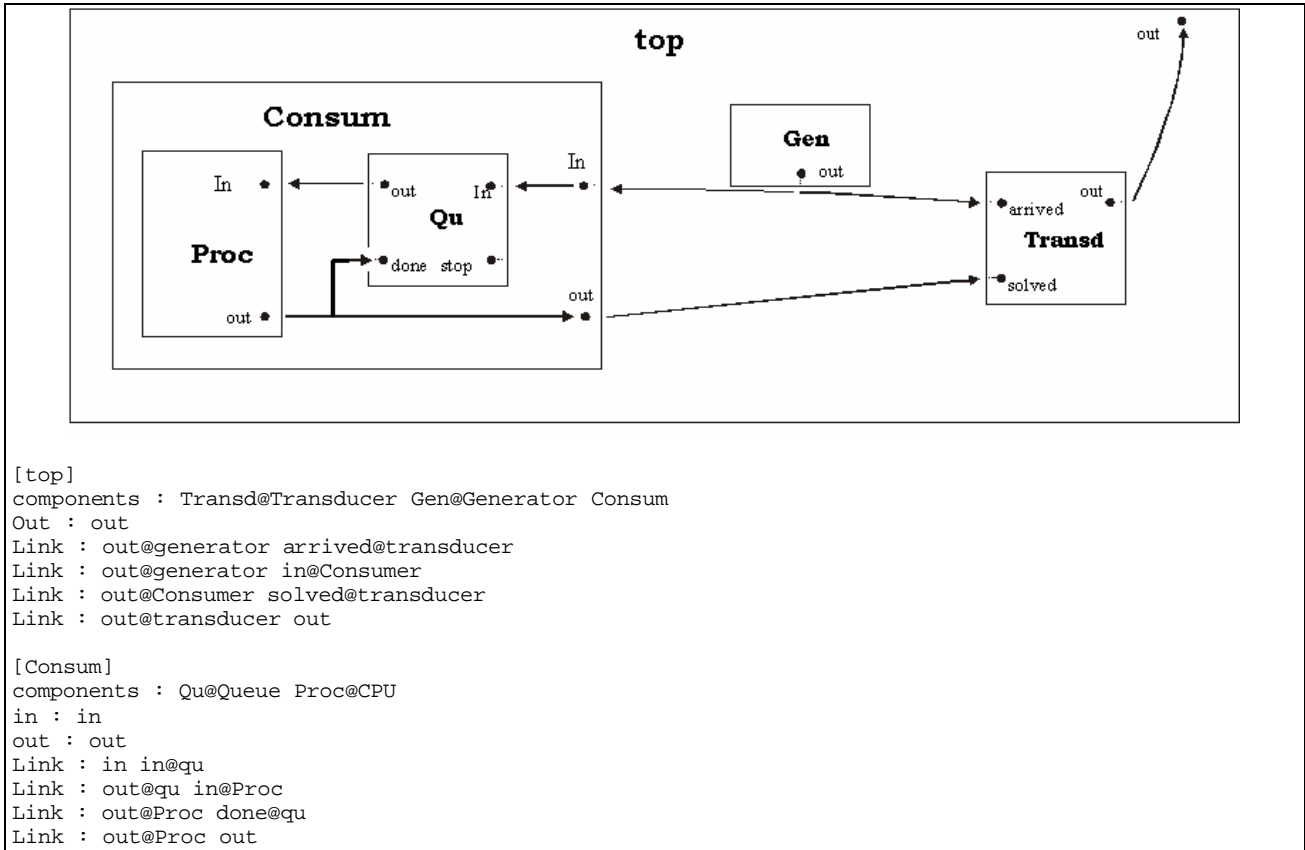 top
out
Consum
Gen
out
In
In
out
In
Qu
arrived
out
Transd
Proc
done stop
solved
out
out
[top]
components : Transd@Transducer Gen@Generator Consum
Out : out
Link : out@generator arrived@transducer
Link : out@generator in@Consumer
Link : out@Consumer solved@transducer
Link : out@transducer out
[Consum]
components : Qu@Queue Proc@CPU
in : in
out : out
Link : in in@qu
Link : out@qu in@Proc
Link : out@Proc done@qu
Link : out@Proc out